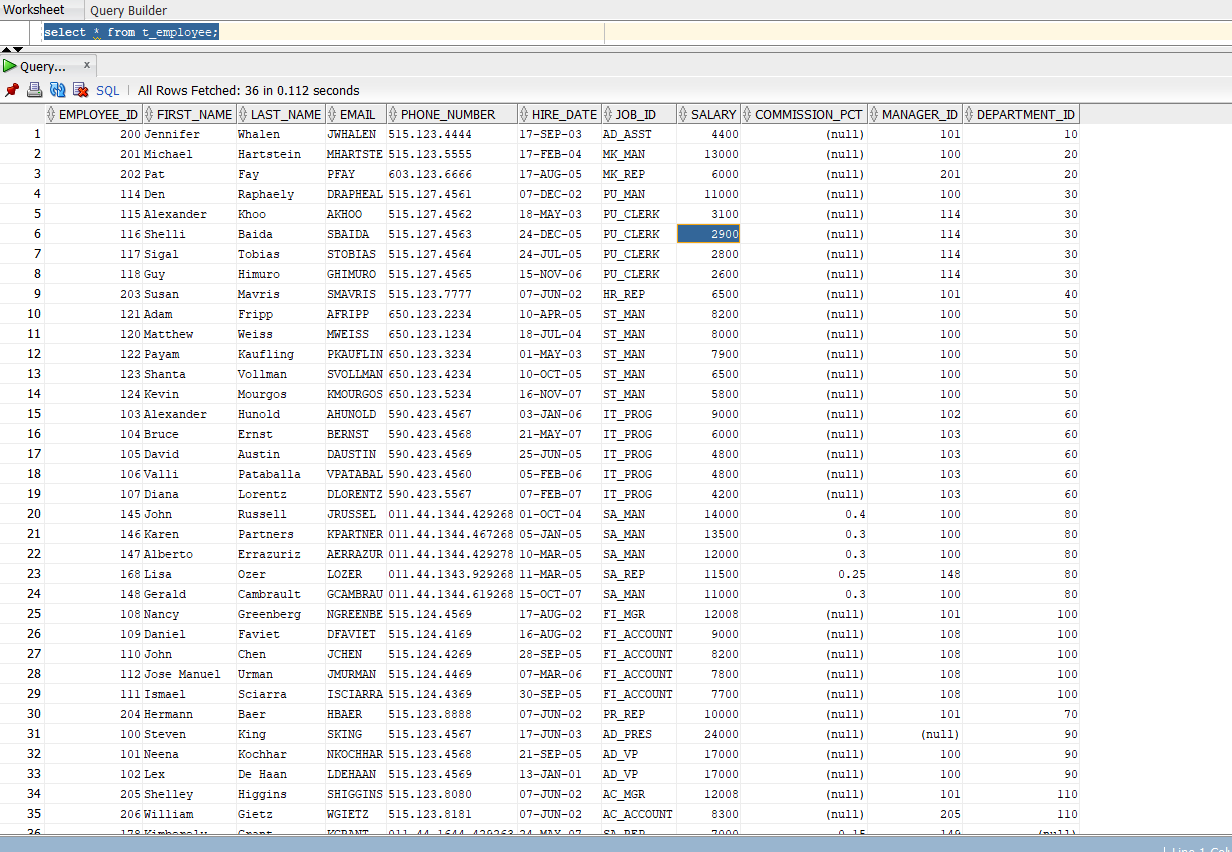 Worksheet Query Builder
select * from t_employee;
Query... x
SQL | All Rows Fetched: 36 in 0.112 seconds
EMPLOYEE_ID FIRST_NAME LAST_NAME EMAIL PHONE_NUMBER HIRE_DATE JOB_ID SALARY COMMISSION_PCT MANAGER_ID DEPARTMENT_ID
1 200 Jennifer Whalen JWHALEN 515.123.4444 17-SEP-03 AD_ASST 4400 (null) 101 10
2 201 Michael Hartstein MHARTSTE 515.123.5555 17-FEB-04 MK_MAN 13000 (null) 100 20
3 202 Pat Fay PFAY 603.123.6666 17-AUG-05 MK_REP 6000 (null) 201 20
4 114 Den Raphaely DRAPHEAL 515.127.4561 07-DEC-02 PU_MAN 11000 (null) 100 30
5 115 Alexander Khoo AKHOO 515.127.4562 18-MAY-03 PU_CLERK 3100 (null) 114 30
6 116 Shelli Baida SBAIDA 515.127.4563 24-DEC-05 PU_CLERK 2900 (null) 114 30
7 117 Sigal Tobias STOBIAS 515.127.4564 24-JUL-05 PU_CLERK 2800 (null) 114 30
8 118 Guy Himuro GHIMURO 515.127.4565 15-NOV-06 PU_CLERK 2600 (null) 114 30
9 203 Susan Mavris SMAVRIS 515.123.7777 07-JUN-02 HR_REP 6500 (null) 101 40
10 121 Adam Fripp AFRIPP 650.123.2234 10-APR-05 ST_MAN 8200 (null) 100 50
11 120 Matthew Weiss MWEISS 650.123.1234 18-JUL-04 ST_MAN 8000 (null) 100 50
12 122 Payam Kaufling PKAUFLIN 650.123.3234 01-MAY-03 ST_MAN 7900 (null) 100 50
13 123 Shanta Vollman SVOLLMAN 650.123.4234 10-OCT-05 ST_MAN 6500 (null) 100 50
14 124 Kevin Mourgos KMOURGOS 650.123.5234 16-NOV-07 ST_MAN 5800 (null) 100 50
15 103 Alexander Hunold AHUNOLD 590.423.4567 03-JAN-06 IT_PROG 9000 (null) 102 60
16 104 Bruce Ernst BERNST 590.423.4568 21-MAY-07 IT_PROG 6000 (null) 103 60
17 105 David Austin DAUSTIN 590.423.4569 25-JUN-05 IT_PROG 4800 (null) 103 60
18 106 Valli Pataballa VPATABAL 590.423.4560 05-FEB-06 IT_PROG 4800 (null) 103 60
19 107 Diana Lorentz DLORENTZ 590.423.5567 07-FEB-07 IT_PROG 4200 (null) 103 60
20 145 John Russell JRUSSEL 011.44.1344.429268 01-OCT-04 SA_MAN 14000 0.4 100 80
21 146 Karen Partners KPARTNER 011.44.1344.467268 05-JAN-05 SA_MAN 13500 0.3 100 80
22 147 Alberto Errazuriz AERRAZUR 011.44.1344.429278 10-MAR-05 SA_MAN 12000 0.3 100 80
23 168 Lisa Ozer LOZER 011.44.1343.929268 11-MAR-05 SA_REP 11500 0.25 148 80
24 148 Gerald Cambrault GCAMBRAU 011.44.1344.619268 15-OCT-07 SA_MAN 11000 0.3 100 80
25 108 Nancy Greenberg NGREENBE 515.124.4569 17-AUG-02 FI_MGR 12008 (null) 101 100
26 109 Daniel Faviet DFAVIET 515.124.4169 16-AUG-02 FI_ACCOUNT 9000 (null) 108 100
27 110 John Chen JCHEN 515.124.4269 28-SEP-05 FI_ACCOUNT 8200 (null) 108 100
28 112 Jose Manuel Urman JMURMAN 515.124.4469 07-MAR-06 FI_ACCOUNT 7800 (null) 108 100
29 111 Ismael Sciarra ISCIARRA 515.124.4369 30-SEP-05 FI_ACCOUNT 7700 (null) 108 100
30 204 Hermann Baer HBAER 515.123.8888 07-JUN-02 PR_REP 10000 (null) 101 70
31 100 Steven King SKING 515.123.4567 17-JUN-03 AD_PRES 24000 (null) (null) 90
32 101 Neena Kochhar NKOCHHAR 515.123.4568 21-SEP-05 AD_VP 17000 (null) 100 90
33 102 Lex De Haan LDEHAAN 515.123.4569 13-JAN-01 AD_VP 17000 (null) 100 90
34 205 Shelley Higgins SHIGGINS 515.123.8080 07-JUN-02 AC_MGR 12008 (null) 101 110
35 206 William Gietz WGIETZ 515.123.8181 07-JUN-02 AC_ACCOUNT 8300 (null) 205 110
36 178 Kimberely Grant KGRANT 011.44.1644.429263 24-MAY-07 SA_REP 7000 0.15 149 (null)